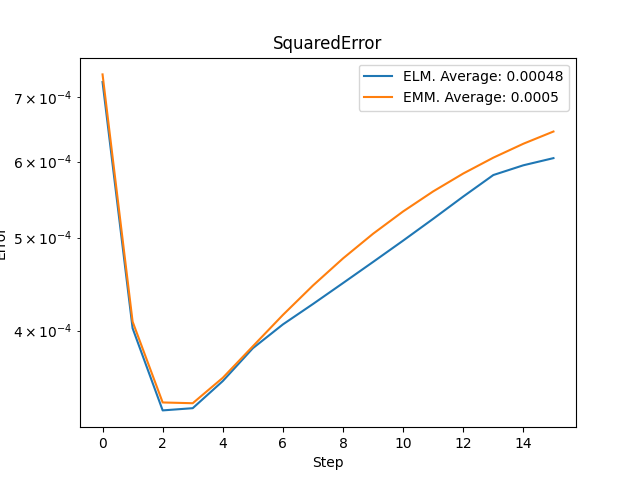 SquaredError
ELM. Average: 0.00048
EMM. Average: 0.0005
7 × 10⁻⁴
6 × 10⁻⁴
5 × 10⁻⁴
4 × 10⁻⁴
Error
0 2 4 6 8 10 12 14
Step